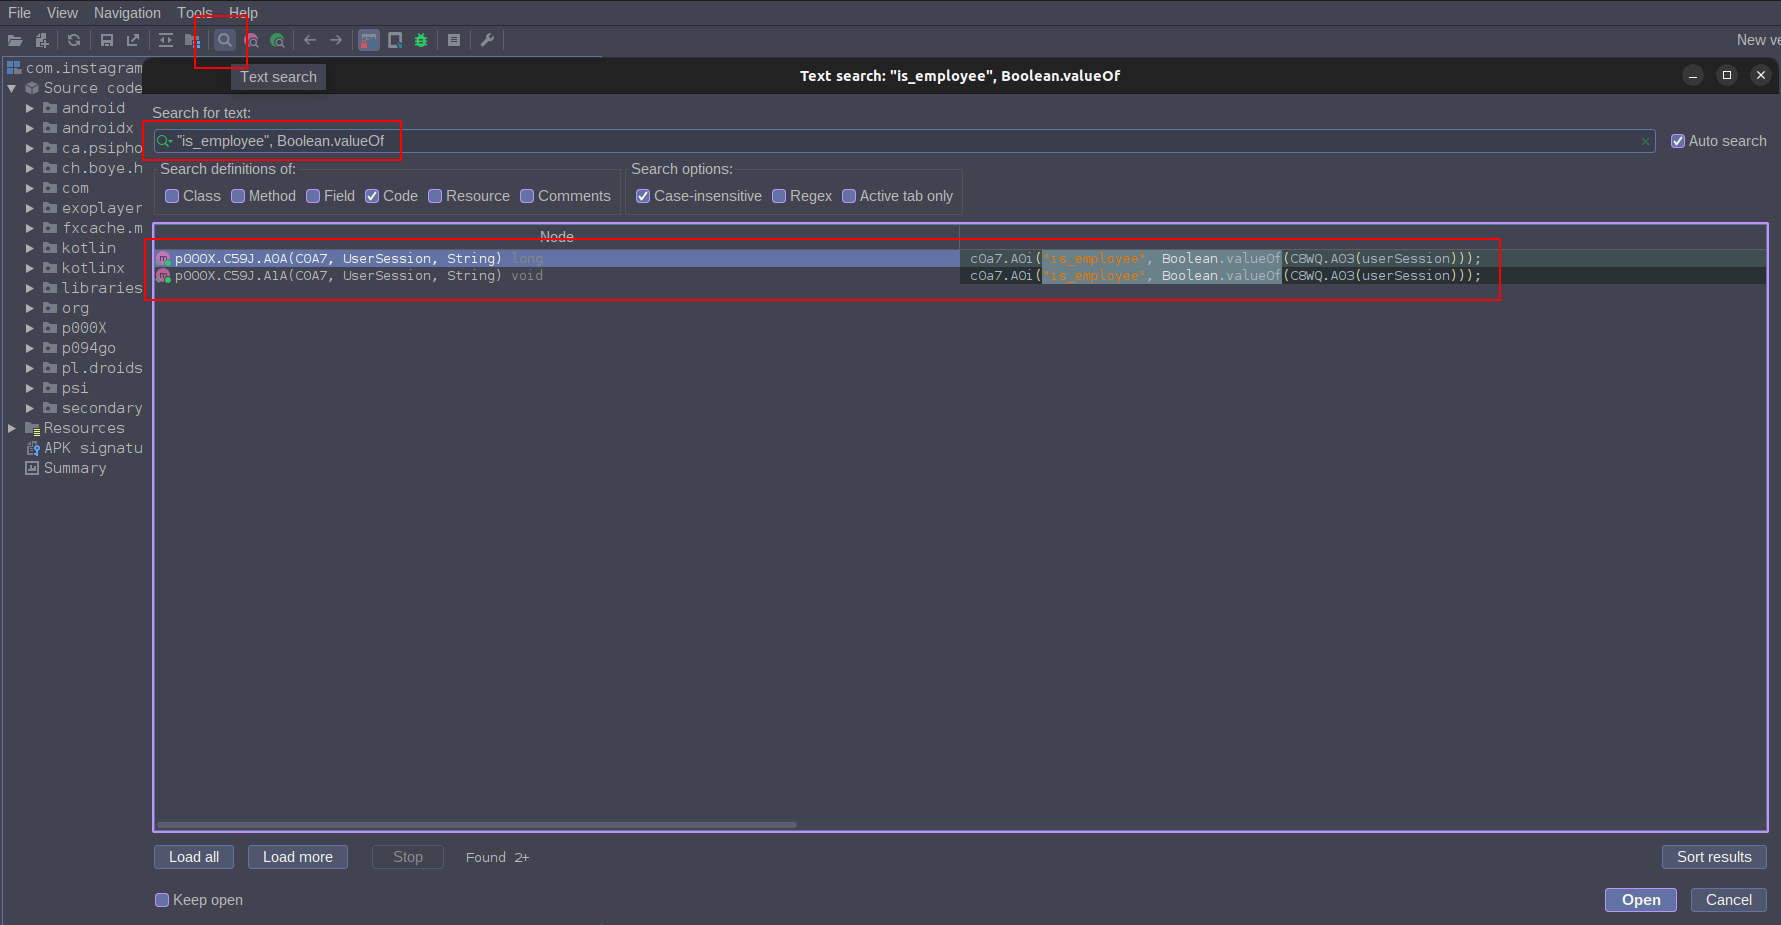 File View Navigation Tools Help
New ve
Text search
Text search: "is_employee", Boolean.valueOf
com.instagram
Source code
android
androidx
ca.psipho
ch.boye.h
com
exoplayer
fxcache.m
kotlin
kotlinx
libraries
org
p000X
p094go
pl.droids
psi
secondary
Resources
APK signatu
Summary
Search for text:
"is_employee", Boolean.valueOf
Auto search
Search definitions of:
Class Method Field Code Resource Comments
Search options:
Case-insensitive Regex Active tab only
Node
p000X.C59J.A0A(C0A7, UserSession, String) long c0a7.A0i("is_employee", Boolean.valueOf(C8WQ.A03(userSession)));
p000X.C59J.A1A(C0A7, UserSession, String) void c0a7.A0i("is_employee", Boolean.valueOf(C8WQ.A03(userSession)));
Load all Load more Stop Found 2+
Sort results
Keep open
Open Cancel